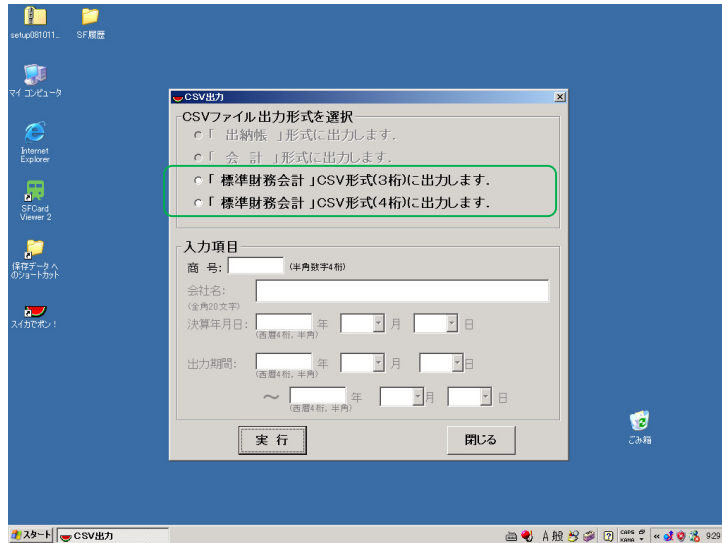 setup081011_
SF履歴
マイ コンピュータ
Internet
Explorer
SFCard
Viewer 2
保存データ へ
のショートカット
スイカでポン!
CSV出力
CSVファイル出力形式を選択
「 出納帳 」形式に出力します.
「 会 計 」形式に出力します.
「 標準財務会計 」CSV形式(3桁)に出力します.
「 標準財務会計 」CSV形式(4桁)に出力します.
入力項目
商 号:
(半角数字4桁)
会社名:
(全角20文字)
決算年月日: 年 月 日
(西暦4桁, 半角)
出力期間: 年 月 日
(西暦4桁, 半角)
~ 年 月 日
(西暦4桁, 半角)
実 行
閉じる
ごみ箱
スタート
CSV出力
A 般
CAPS
KANA
9:29